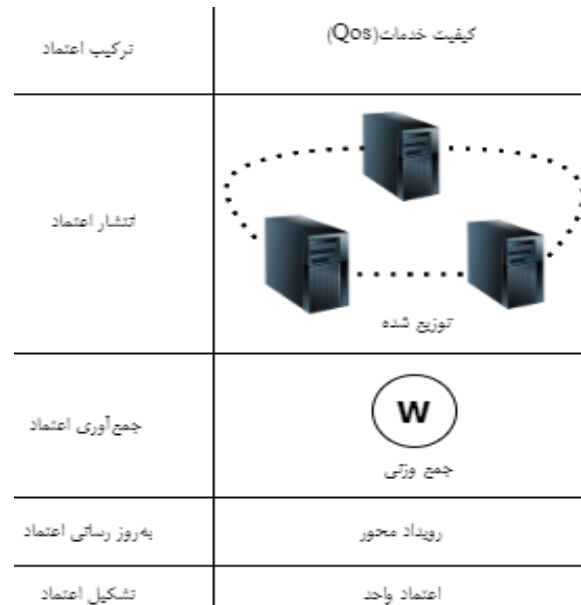 ترکیب اعتماد
کیفیت خدمات(Qos)
انتشار اعتماد
توزیع شده
جمع‌آوری اعتماد
W
جمع وزنی
به‌روز رسانی اعتماد
رویداد محور
تشکیل اعتماد
اعتماد واحد